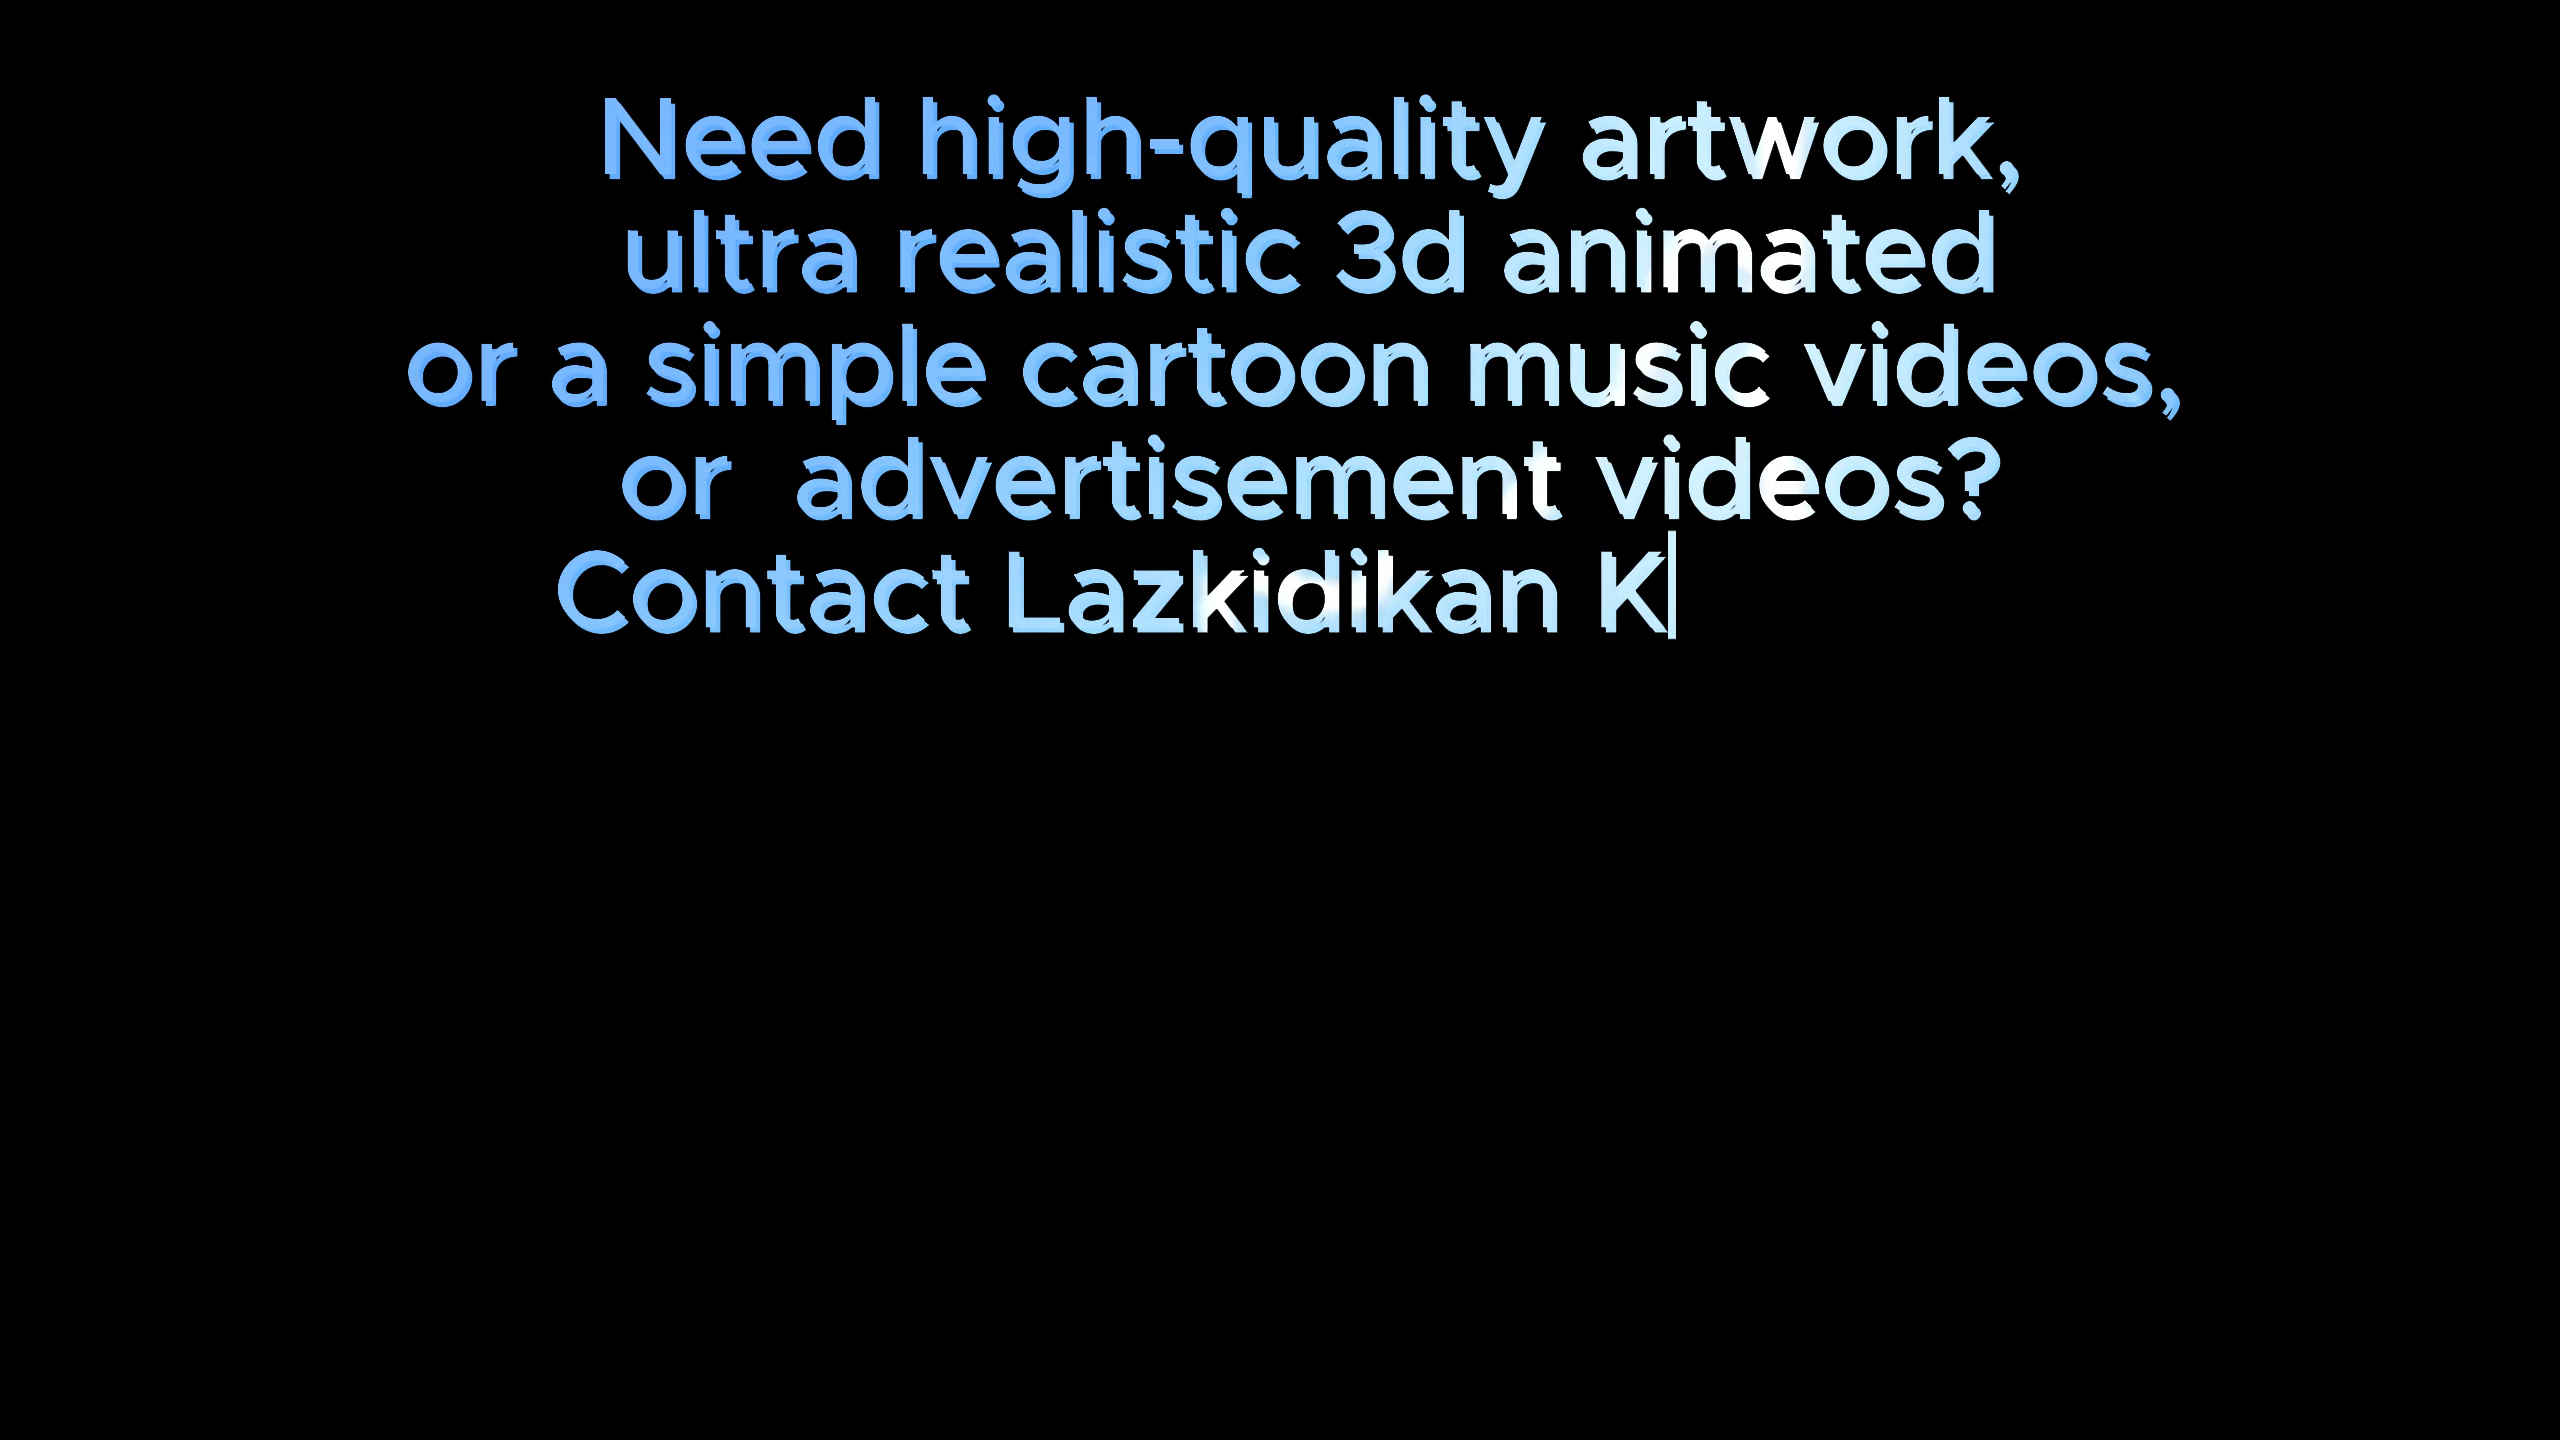 Need high-quality artwork,
ultra realistic 3d animated
or a simple cartoon music videos,
or  advertisement videos?
Contact Lazkidikan K